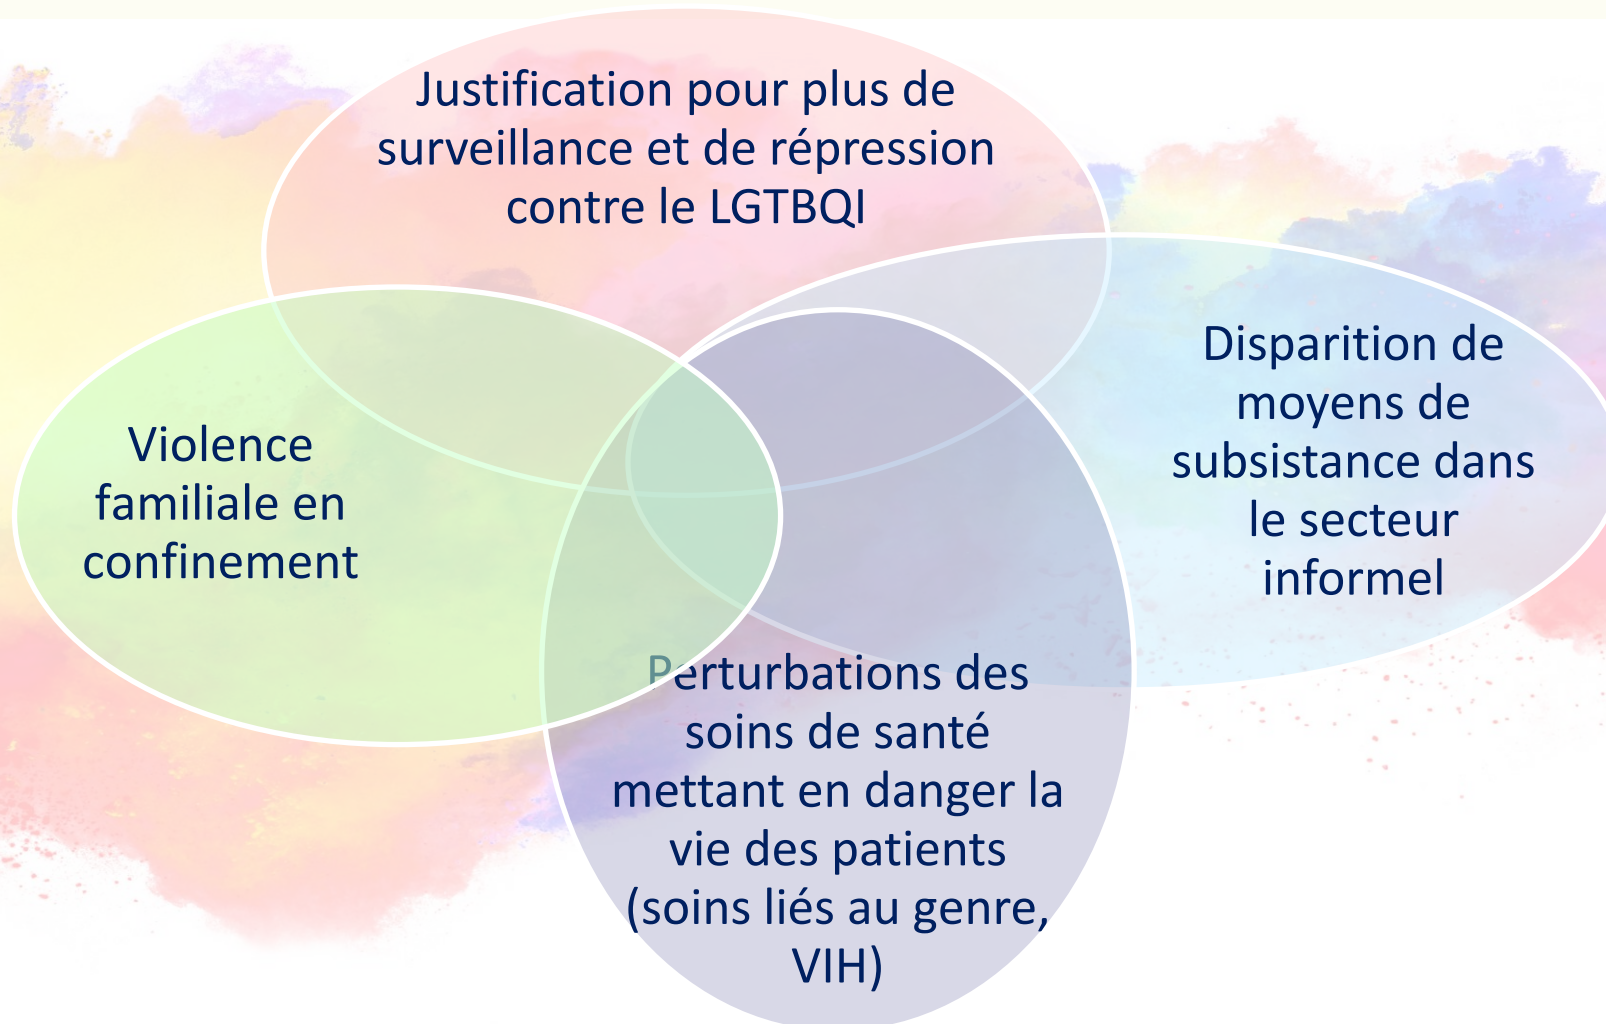 Justification pour plus de
surveillance et de répression
contre le LGTBQI
Violence
familiale en
confinement
Disparition de
moyens de
subsistance dans
le secteur
informel
Perturbations des
soins de santé
mettant en danger la
vie des patients
(soins liés au genre,
VIH)